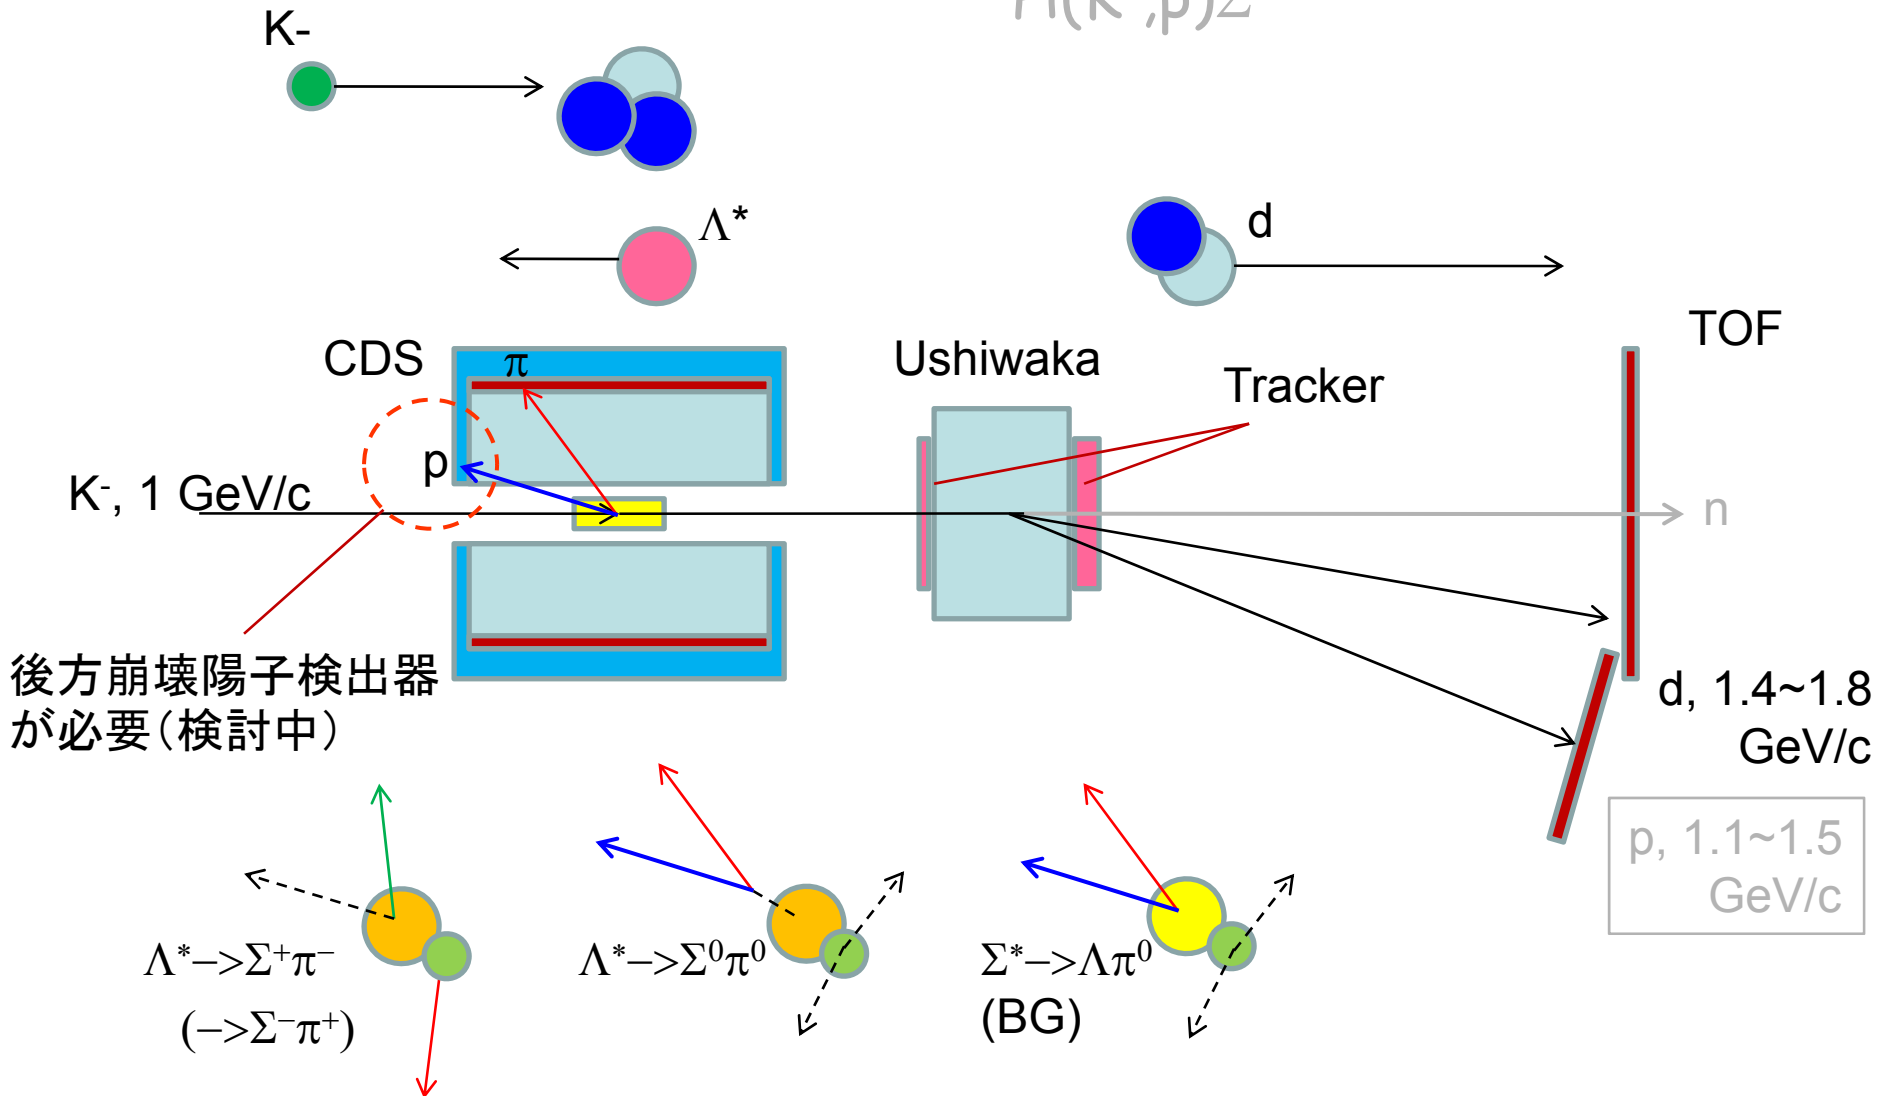 (K⁻,p)Σ
K-
Λ*
d
TOF
CDS
π
Ushiwaka
Tracker
p
K⁻, 1 GeV/c
n
後方崩壊陽子検出器
が必要（検討中）
d, 1.4~1.8
GeV/c
p, 1.1~1.5
GeV/c
Λ*–>Σ⁺π⁻
(–>Σ⁻π⁺)
Λ*–>Σ⁰π⁰
Σ*–>Λπ⁰
(BG)